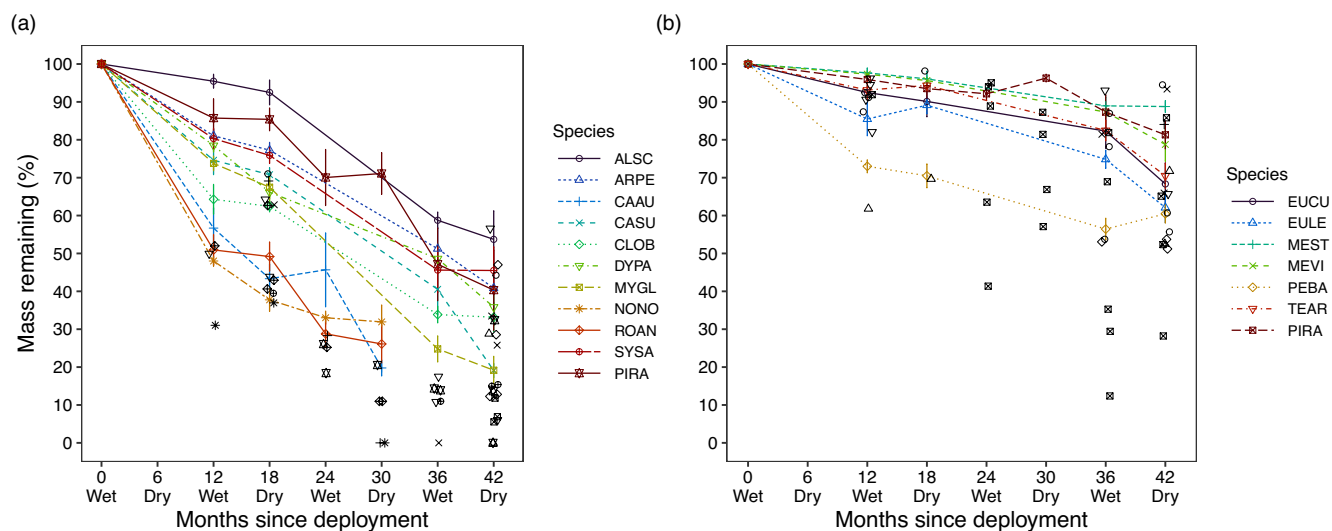 (a)
Mass remaining (%)
100
90
80
70
60
50
40
30
20
10
0
0 6 12 18 24 30 36 42
Wet Dry Wet Dry Wet Dry Wet Dry
Months since deployment
Species
ALSC
ARPE
CAAU
CASU
CLOB
DYPA
MYGL
NONO
ROAN
SYSA
PIRA
(b)
100
90
80
70
60
50
40
30
20
10
0
0 6 12 18 24 30 36 42
Wet Dry Wet Dry Wet Dry Wet Dry
Months since deployment
Species
EUCU
EULE
MEST
MEVI
PEBA
TEAR
PIRA